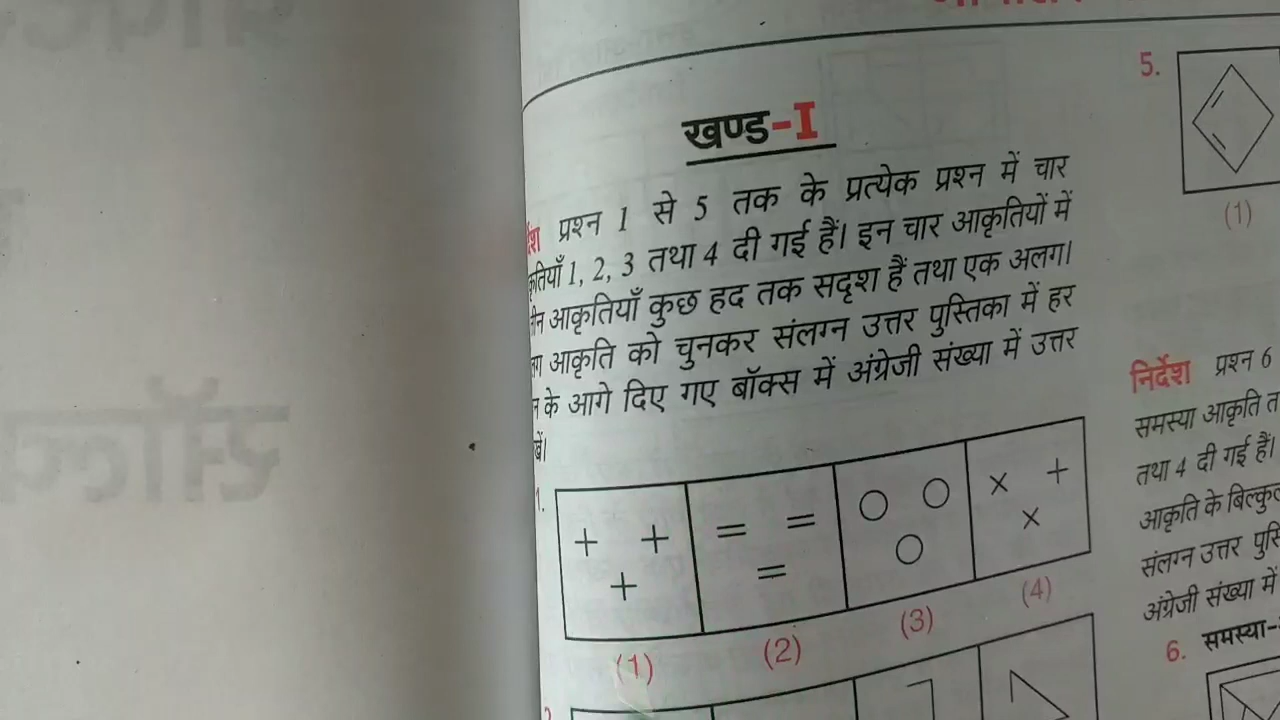 खण्ड-I
प्रश्न 1 से 5 तक के प्रत्येक प्रश्न में चार
1, 2, 3 तथा 4 दी गई हैं। इन चार आकृतियों में
आकृतियाँ कुछ हद तक सदृश हैं तथा एक अलग।
आकृति को चुनकर संलग्न उत्तर पुस्तिका में हर
के आगे दिए गए बॉक्स में अंग्रेजी संख्या में उत्तर
1.
+ + +
= = =
× + ×
(1) (2) (3) (4)
5.
(1)
निर्देश प्रश्न 6
समस्या आकृति त
तथा 4 दी गई हैं।
आकृति के बिल्कुल
संलग्न उत्तर पुस्ति
अंग्रेजी संख्या में
6. समस्या-